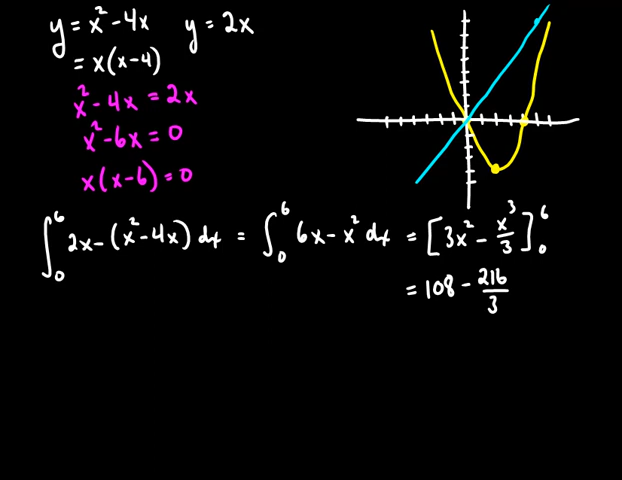 y = x² - 4x    y = 2x
= x(x-4)
x² - 4x = 2x
x² - 6x = 0
x(x-6) = 0
∫₀⁶ 2x - (x² - 4x) dx = ∫₀⁶ 6x - x² dx = [3x² - x³/3]₀⁶
= 108 - 216/3